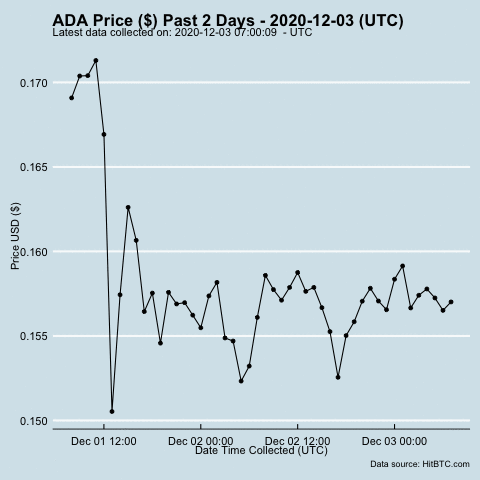 ADA Price ($) Past 2 Days - 2020-12-03 (UTC)
Latest data collected on: 2020-12-03 07:00:09 - UTC
0.170
0.165
0.160
0.155
0.150
Price USD ($)
Dec 01 12:00 Dec 02 00:00 Dec 02 12:00 Dec 03 00:00
Date Time Collected (UTC)
Data source: HitBTC.com